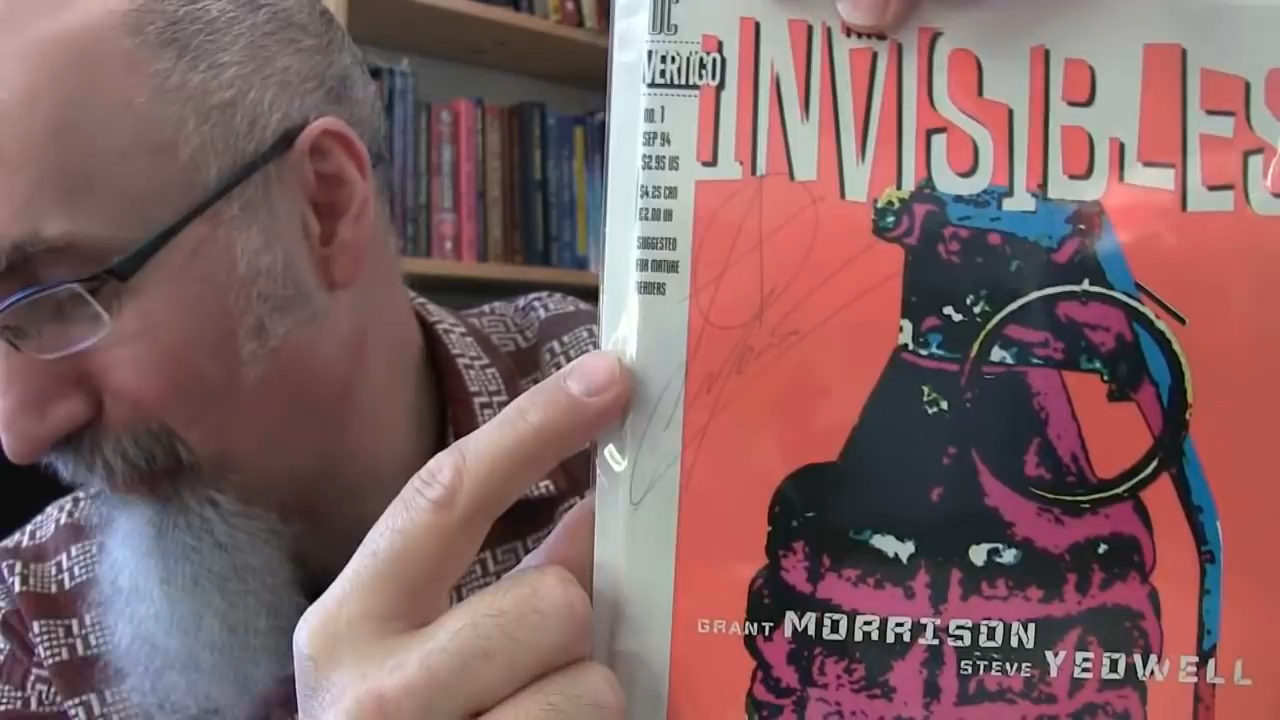 DC
VERTIGO
no. 1
SEP 94
$2.95 US
$4.25 CAN
£2.00 UK
SUGGESTED
FOR MATURE
READERS
THE
INVISIBLES
GRANT MORRISON
STEVE YEOWELL